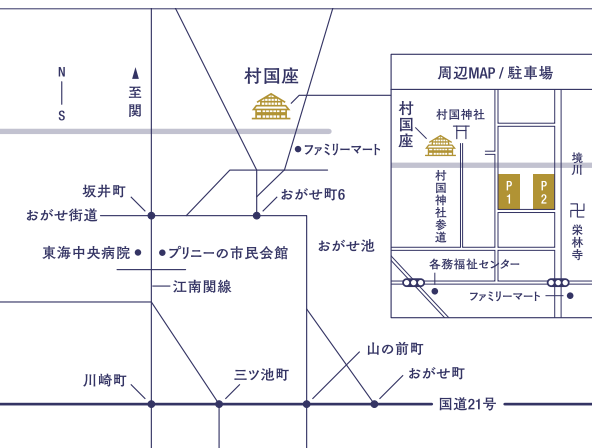 N
S
▲
至関
村国座
ファミリーマート
坂井町
おがせ町6
おがせ街道
東海中央病院
プリニーの市民会館
おがせ池
江南関線
川崎町
三ツ池町
山の前町
おがせ町
国道21号
周辺MAP / 駐車場
村国座
村国神社
村国神社参道
境川
P1
P2
卍
栄林寺
各務福祉センター
ファミリーマート